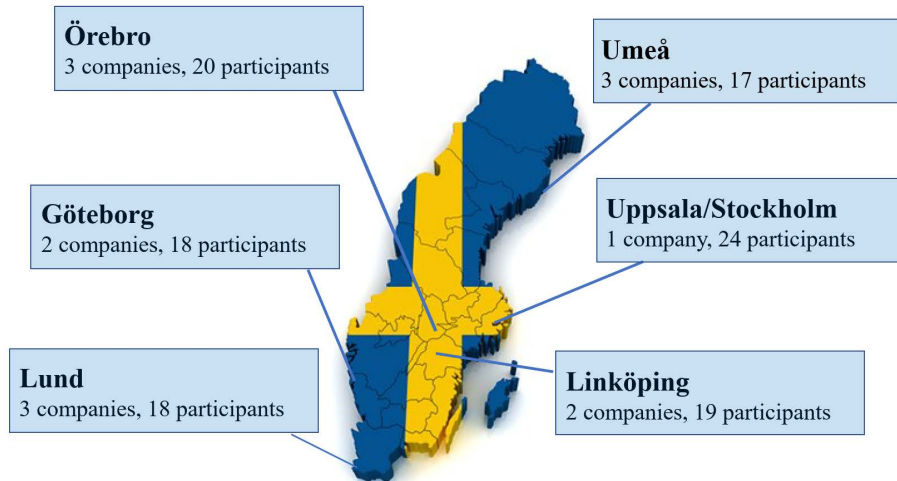 Örebro
3 companies, 20 participants
Umeå
3 companies, 17 participants
Göteborg
2 companies, 18 participants
Uppsala/Stockholm
1 company, 24 participants
Lund
3 companies, 18 participants
Linköping
2 companies, 19 participants